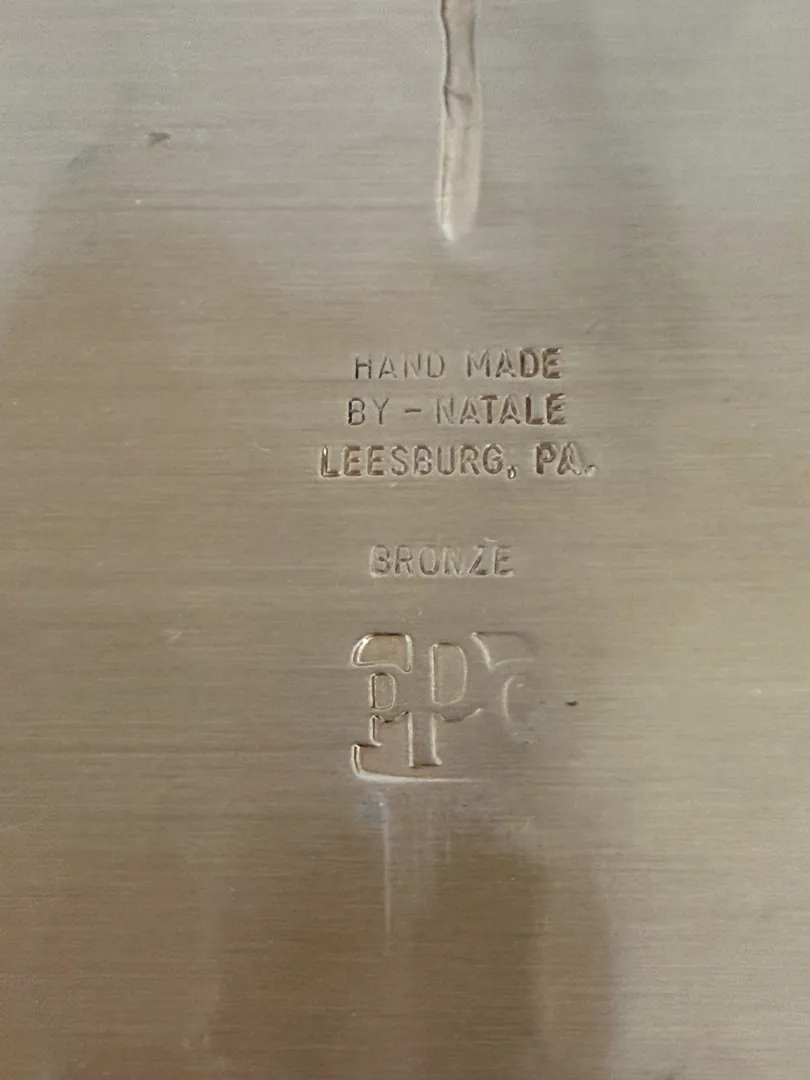 HAND MADE
BY - NATALE
LEESBURG, PA.
BRONZE